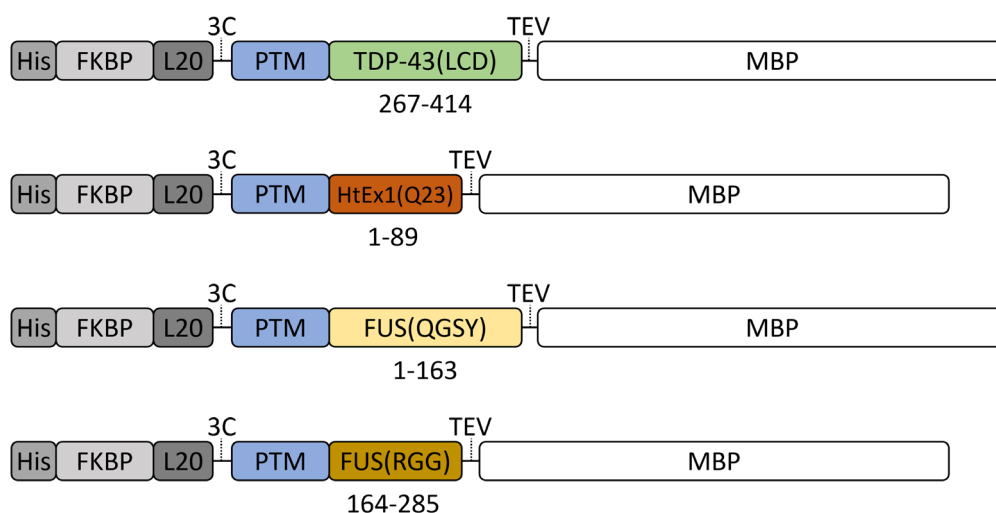 3C TEV
His FKBP L20 PTM TDP-43(LCD) MBP
267-414
3C TEV
His FKBP L20 PTM HtEx1(Q23) MBP
1-89
3C TEV
His FKBP L20 PTM FUS(QGSY) MBP
1-163
3C TEV
His FKBP L20 PTM FUS(RGG) MBP
164-285